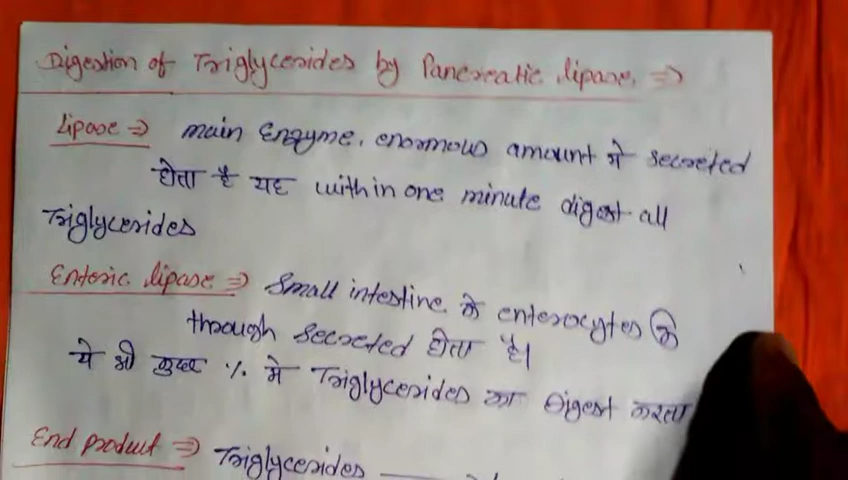 Digestion of Triglycerides by Pancreatic lipase ⇒
Lipase ⇒ main Enzyme, enormous amount मे secreted
होता है यह within one minute digest all
Triglycerides
Enteric lipase ⇒ Small intestine के enterocytes कि
through secreted होता है।
ये भी कुछ % मे Triglycerides का Digest करता
End product ⇒ Triglycerides